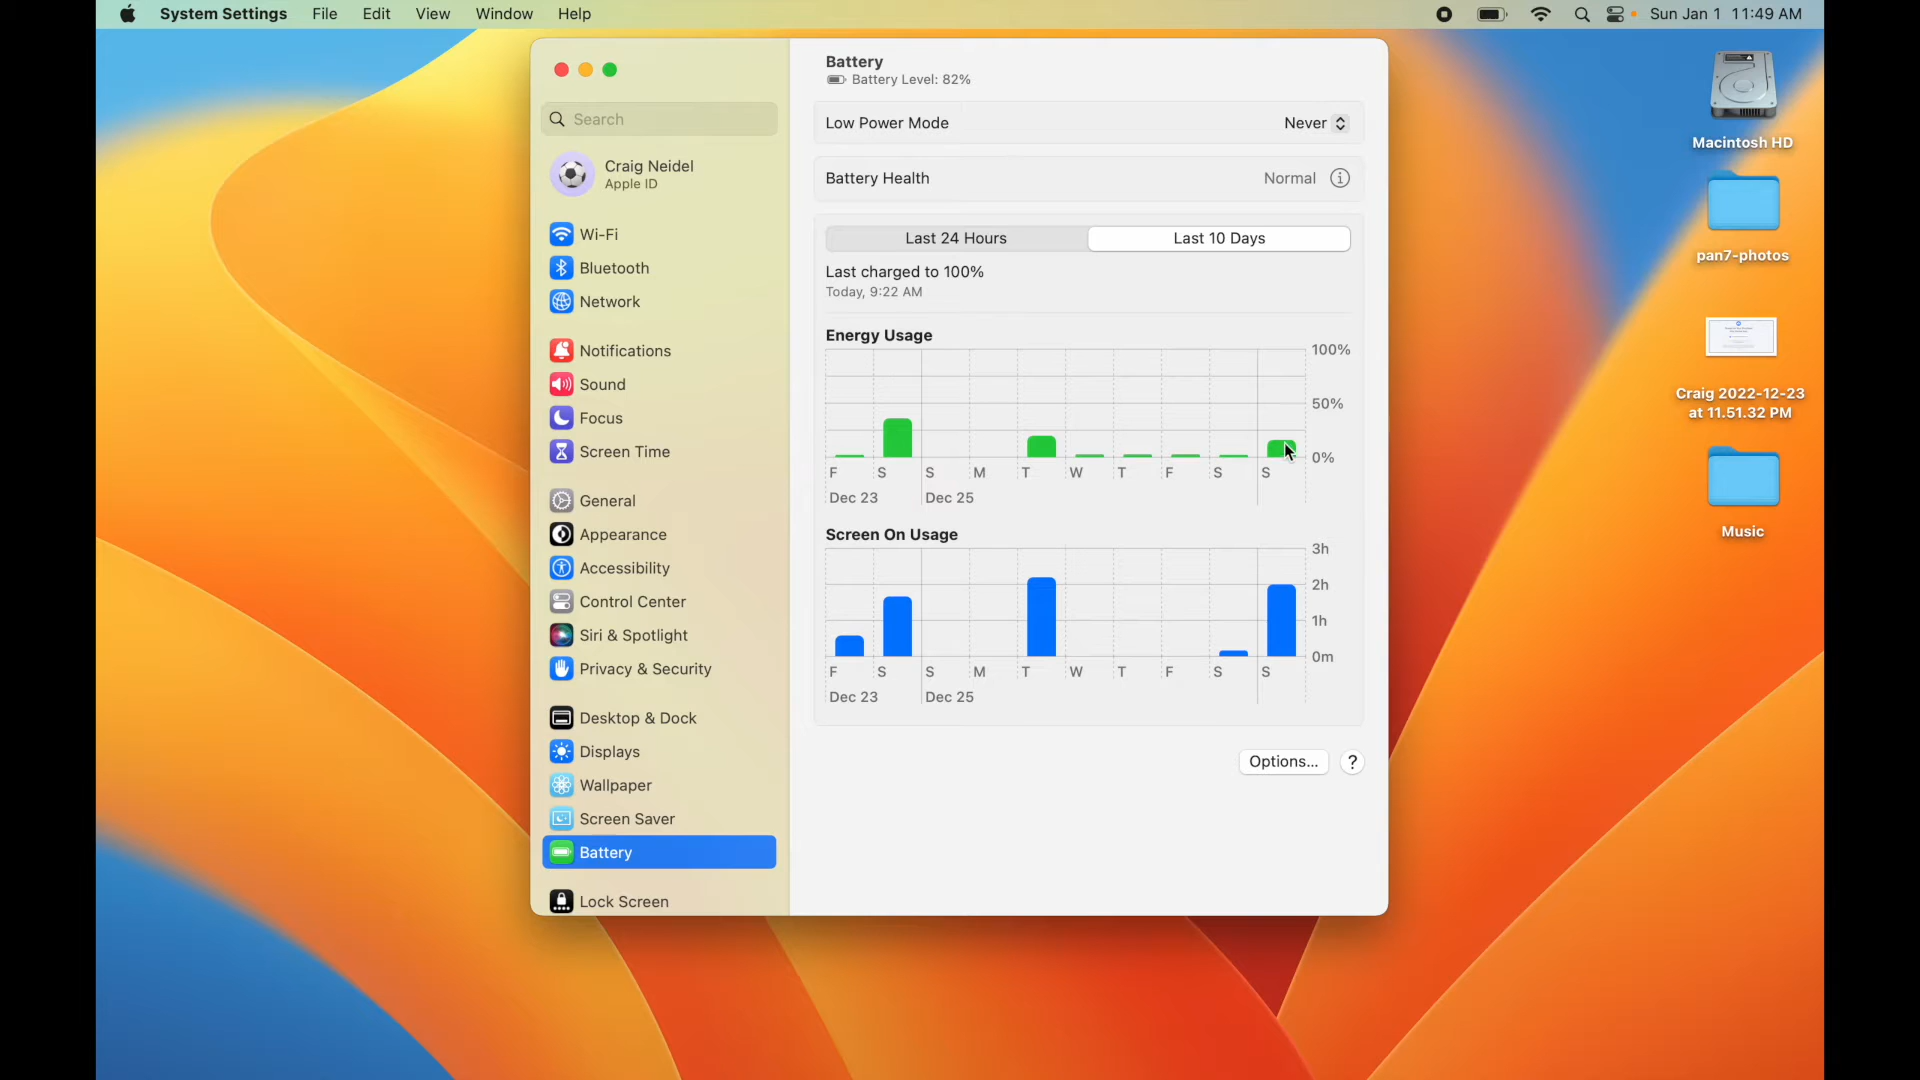 System Settings File Edit View Window Help Sun Jan 1 11:49 AM
Search
Craig Neidel
Apple ID
Wi-Fi
Bluetooth
Network
Notifications
Sound
Focus
Screen Time
General
Appearance
Accessibility
Control Center
Siri & Spotlight
Privacy & Security
Desktop & Dock
Displays
Wallpaper
Screen Saver
Battery
Lock Screen
Battery
Battery Level: 82%
Low Power Mode Never
Battery Health Normal
Last 24 Hours Last 10 Days
Last charged to 100%
Today, 9:22 AM
Energy Usage
100%
50%
0%
F S S M T W T F S S
Dec 23 Dec 25
Screen On Usage
3h
2h
1h
0m
F S S M T W T F S S
Dec 23 Dec 25
Options... ?
Macintosh HD
pan7-photos
Craig 2022-12-23
at 11.51.32 PM
Music